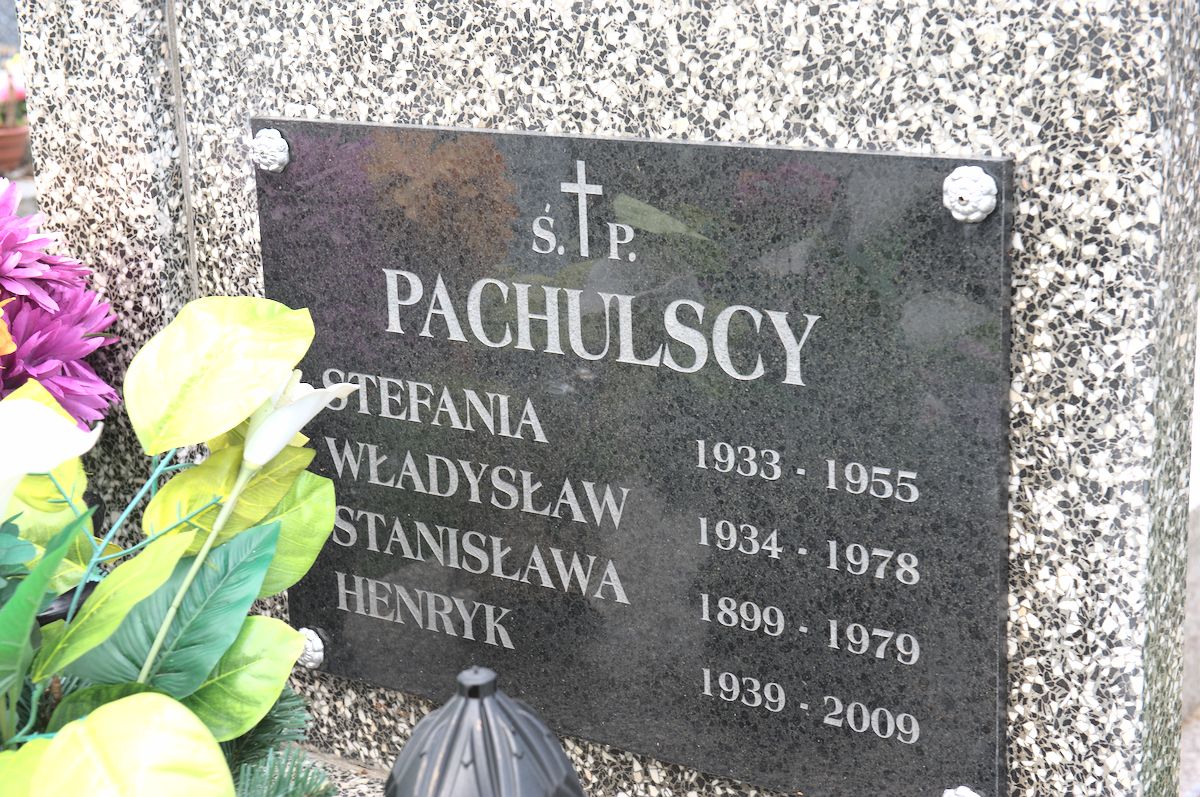 Ś. P.
PACHULSCY
STEFANIA 1933 - 1955
WŁADYSŁAW 1934 - 1978
STANISŁAWA 1899 - 1979
HENRYK 1939 - 2009